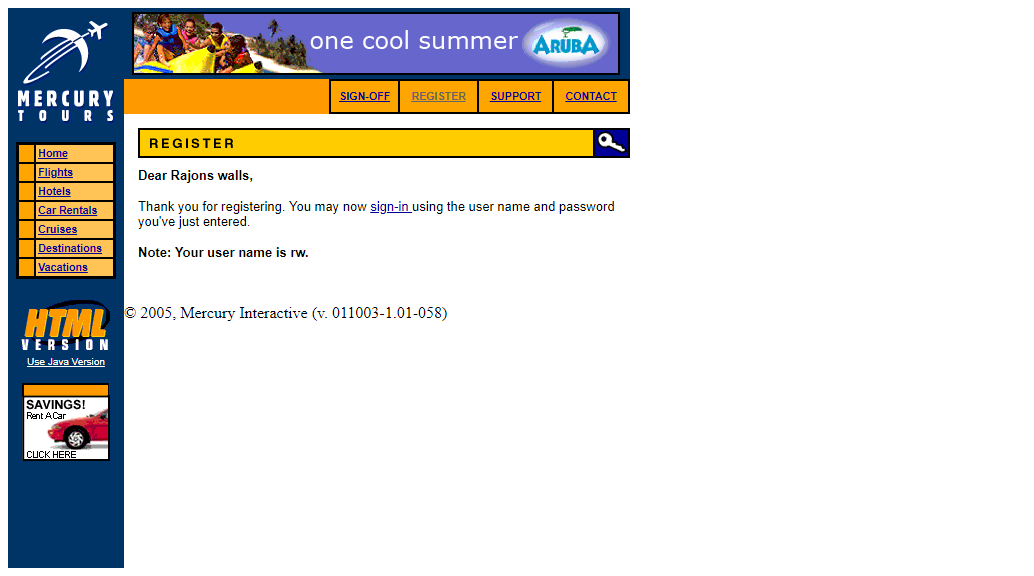 one cool summer ARUBA
MERCURY
TOURS
SIGN-OFF REGISTER SUPPORT CONTACT
REGISTER
Home
Flights
Hotels
Car Rentals
Cruises
Destinations
Vacations
Dear Rajons walls,
Thank you for registering. You may now sign-in using the user name and password
you've just entered.
Note: Your user name is rw.
© 2005, Mercury Interactive (v. 011003-1.01-058)
HTML
VERSION
Use Java Version
SAVINGS!
Rent A Car
CLICK HERE